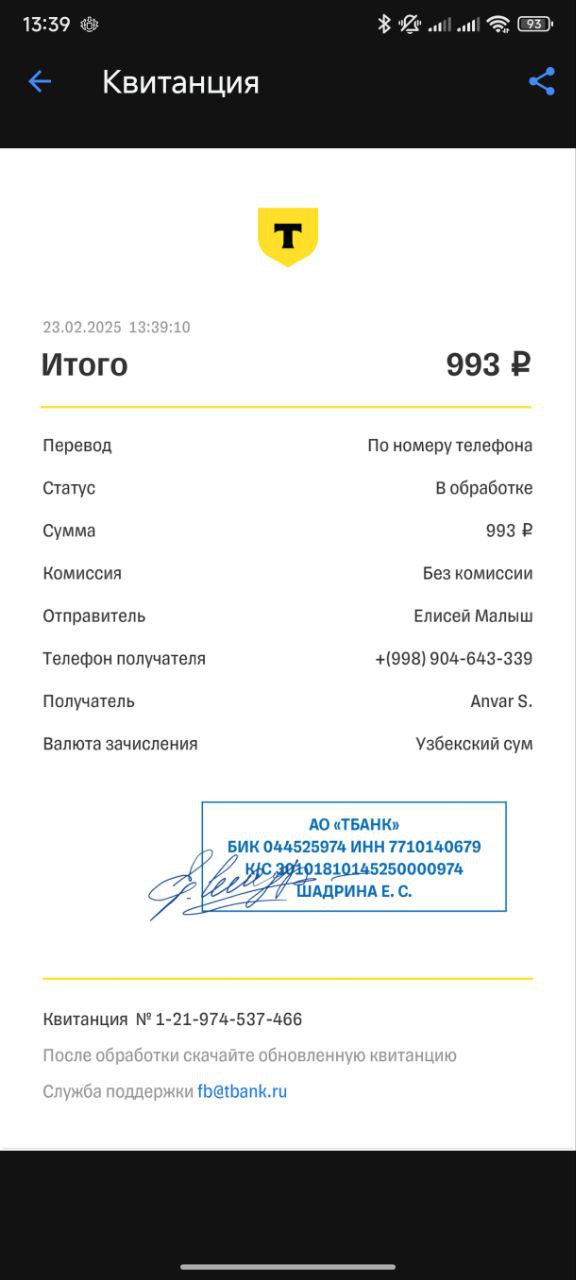 13:39
93
Квитанция
T
23.02.2025 13:39:10
Итого 993 ₽
Перевод По номеру телефона
Статус В обработке
Сумма 993 ₽
Комиссия Без комиссии
Отправитель Елисей Малыш
Телефон получателя +(998) 904-643-339
Получатель Anvar S.
Валюта зачисления Узбекский сум
АО «ТБАНК»
БИК 044525974 ИНН 7710140679
К/С 30101810145250000974
ШАДРИНА Е. С.
Квитанция № 1-21-974-537-466
После обработки скачайте обновленную квитанцию
Служба поддержки fb@tbank.ru